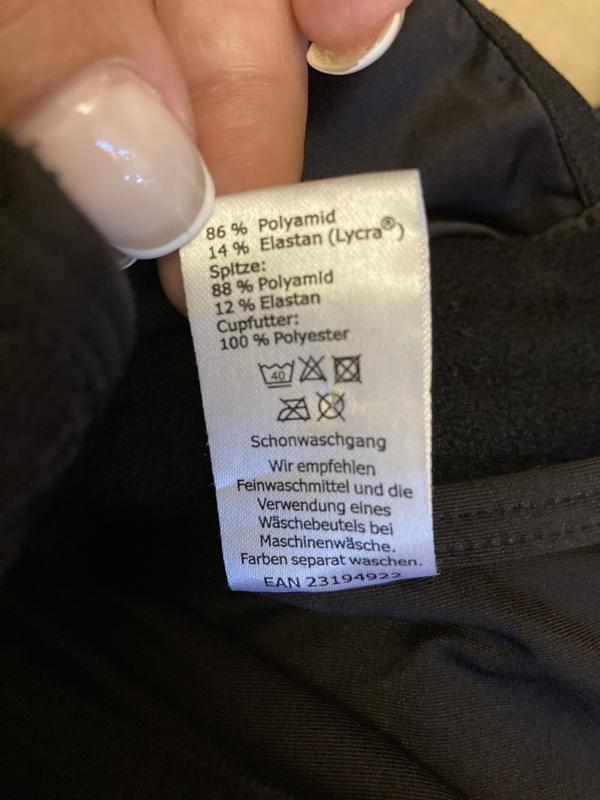 86 % Polyamid
14 % Elastan (Lycra®)
Spitze:
88 % Polyamid
12 % Elastan
Cupfutter:
100 % Polyester
40
Schonwaschgang
Wir empfehlen
Feinwaschmittel und die
Verwendung eines
Wäschebeutels bei
Maschinenwäsche.
Farben separat waschen.
EAN 23194922